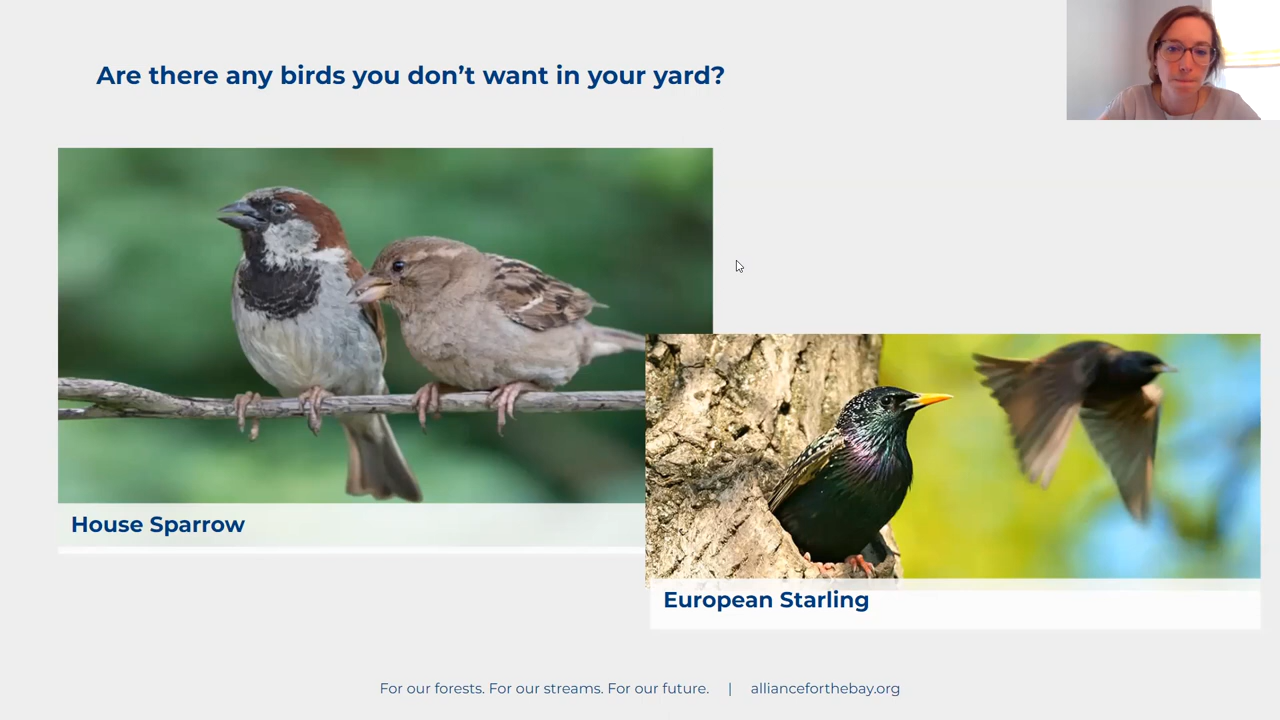 Are there any birds you don’t want in your yard?
House Sparrow
European Starling
For our forests. For our streams. For our future. | allianceforthebay.org